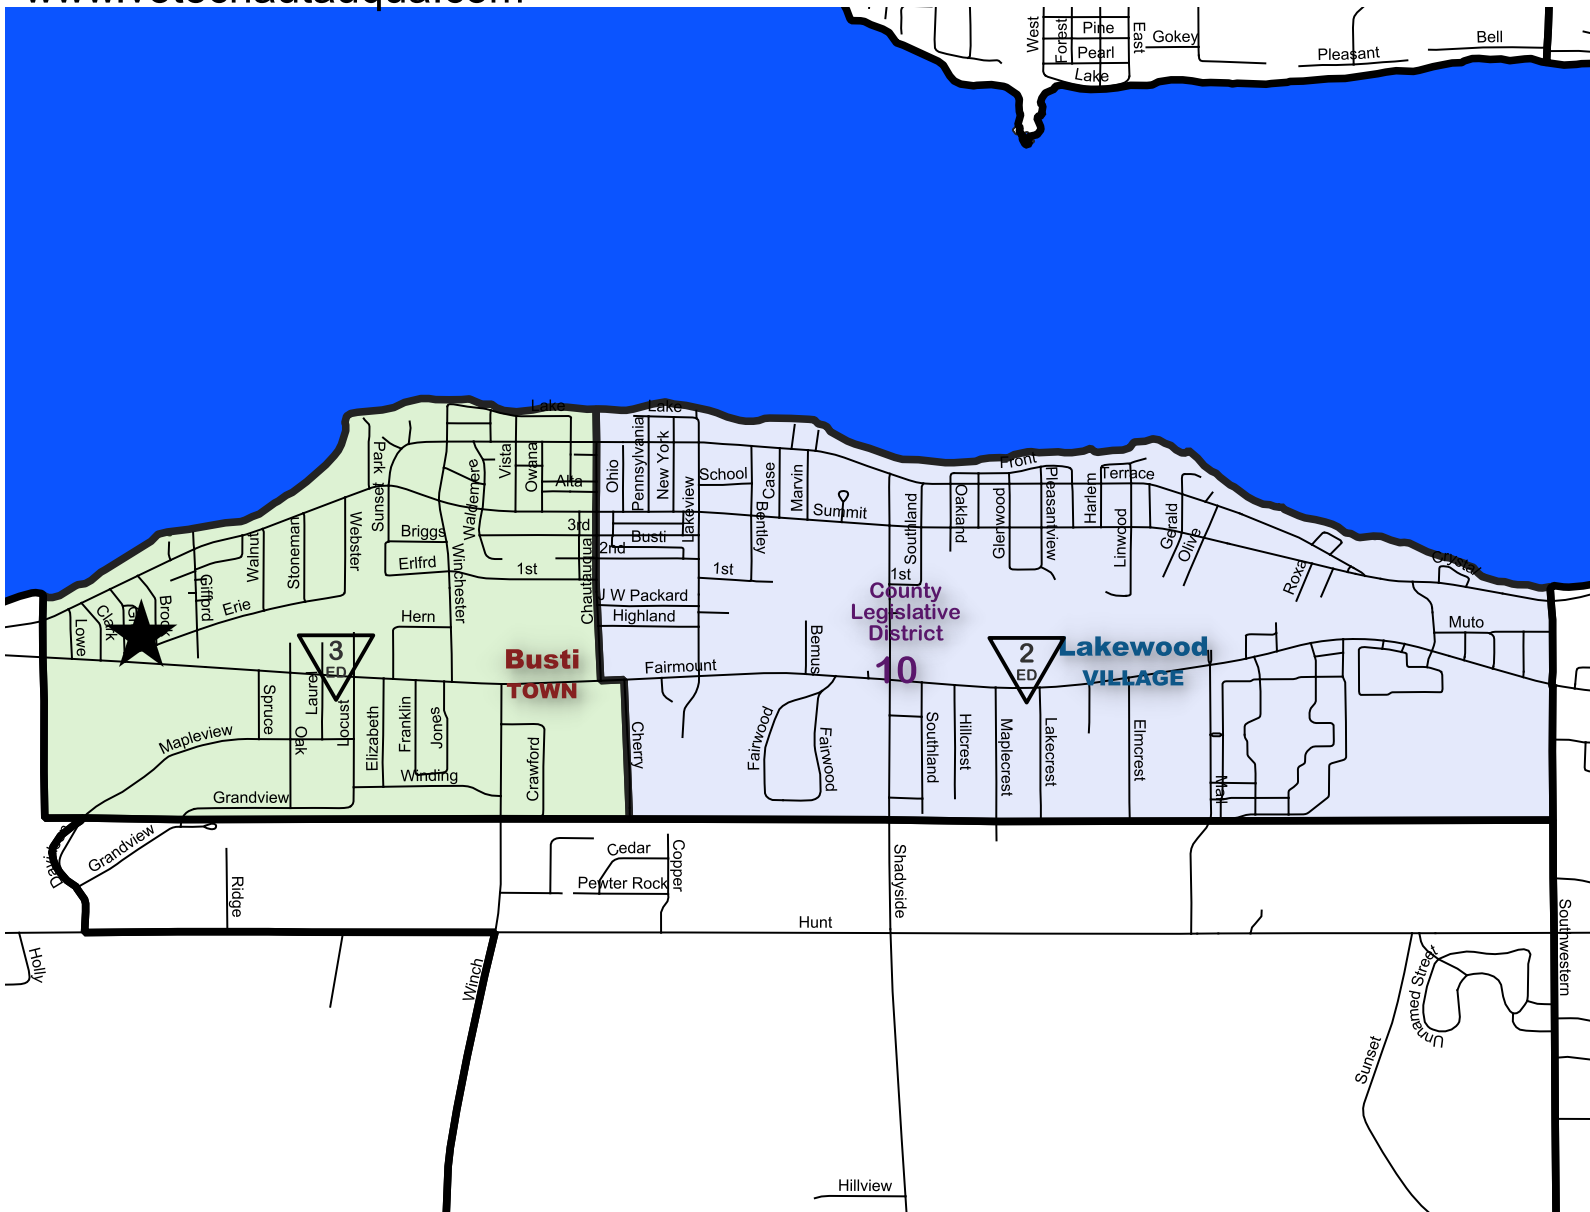 www.votechautauqua.com
West
Forest
Pine
Pearl
Lake
East
Gokey
Pleasant
Bell
Lake
Lake
Park
Sunset
Vista
Owana
Alta
Waldemere
Ohio
Pennsylvania
New York
Lakeview
School
Case
Marvin
Bentley
Summit
Front
Terrace
Southland
Oakland
Glenwood
Pleasantview
Harlem
Linwood
Gerald
Olive
Roxa
Crystal
Webster
Stoneman
Walnut
Gifford
Erie
Brook
Clark
Lowe
Briggs
Erlfrd
Winchester
3rd
2nd
1st
Busti
Chautauqua
1st
1st
J W Packard
Highland
Hern
Fairmount
Bemus
County
Legislative
District
10
3
ED
Busti
TOWN
2
ED
Lakewood
VILLAGE
Muto
Spruce
Oak
Laurel
Locust
Elizabeth
Franklin
Jones
Mapleview
Grandview
Winding
Crawford
Cherry
Fairwood
Fairwood
Southland
Hillcrest
Maplecrest
Lakecrest
Elmcrest
Mall
Grandview
Ridge
Cedar
Pewter Rock
Copper
Shadyside
Hunt
Holly
Winch
Southwestern
Unnamed Street
Sunset
Hillview